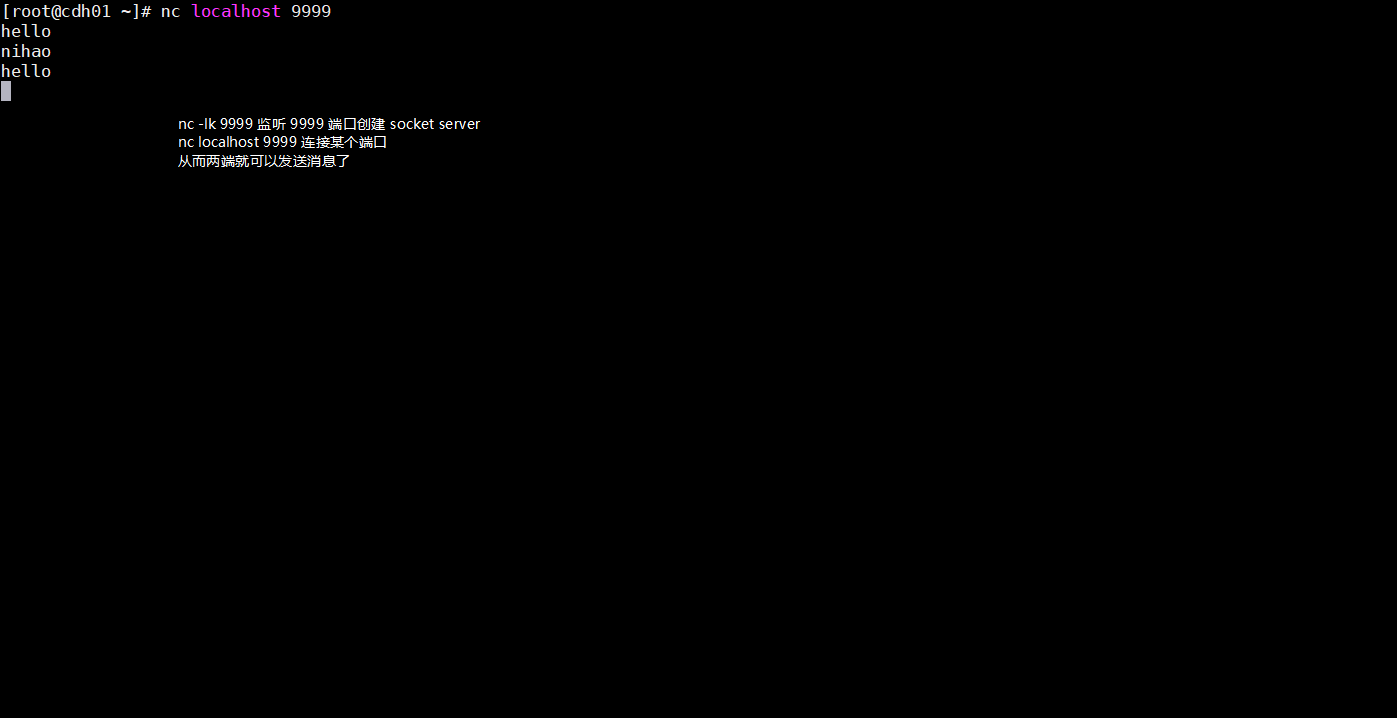 [root@cdh01 ~]# nc localhost 9999
hello
nihao
hello
nc -lk 9999 监听 9999 端口创建 socket server
nc localhost 9999 连接某个端口
从而两端就可以发送消息了